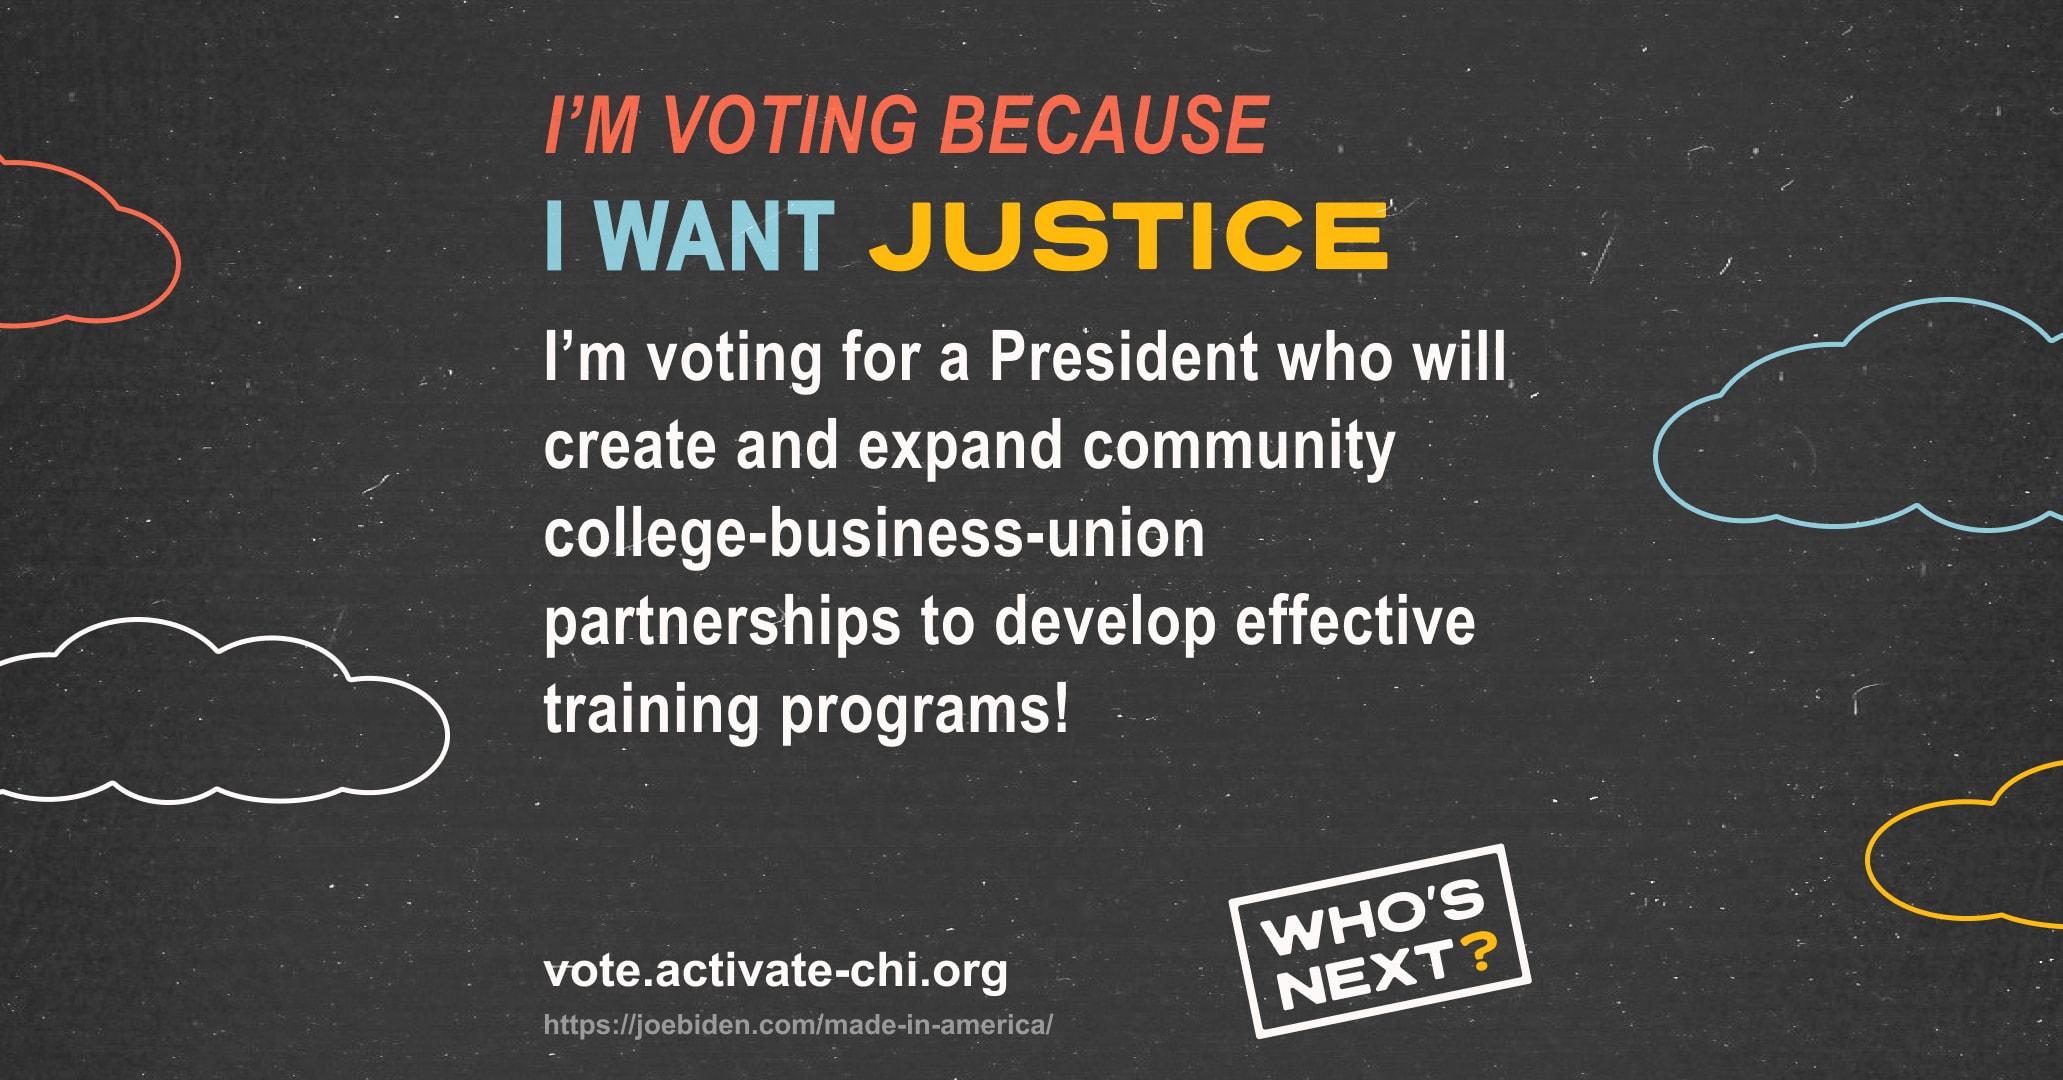 I’M VOTING BECAUSE
I WANT JUSTICE
I’m voting for a President who will
create and expand community
college-business-union
partnerships to develop effective
training programs!
WHO’S
NEXT?
vote.activate-chi.org
https://joebiden.com/made-in-america/